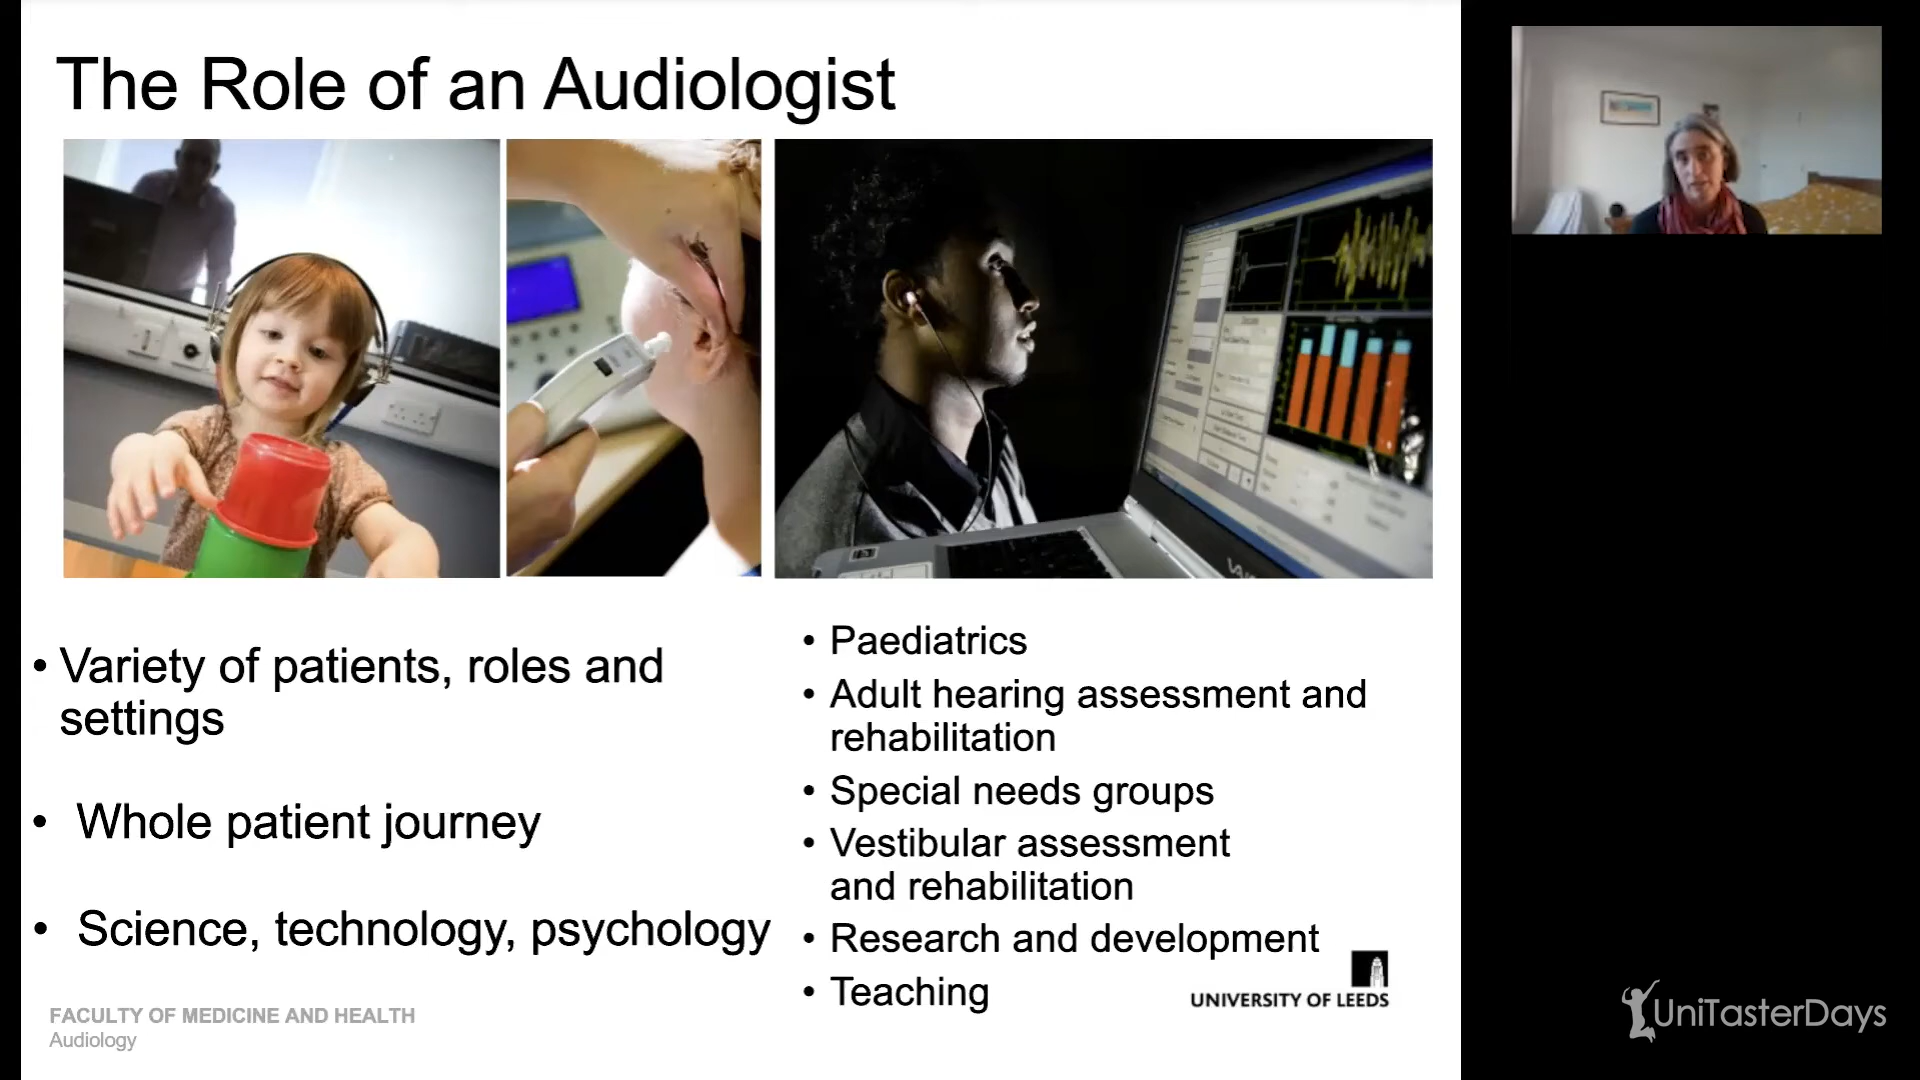 The Role of an Audiologist
• Variety of patients, roles and
settings
• Whole patient journey
• Science, technology, psychology
• Paediatrics
• Adult hearing assessment and
rehabilitation
• Special needs groups
• Vestibular assessment
and rehabilitation
• Research and development
• Teaching
FACULTY OF MEDICINE AND HEALTH
Audiology
UNIVERSITY OF LEEDS
UniTasterDays